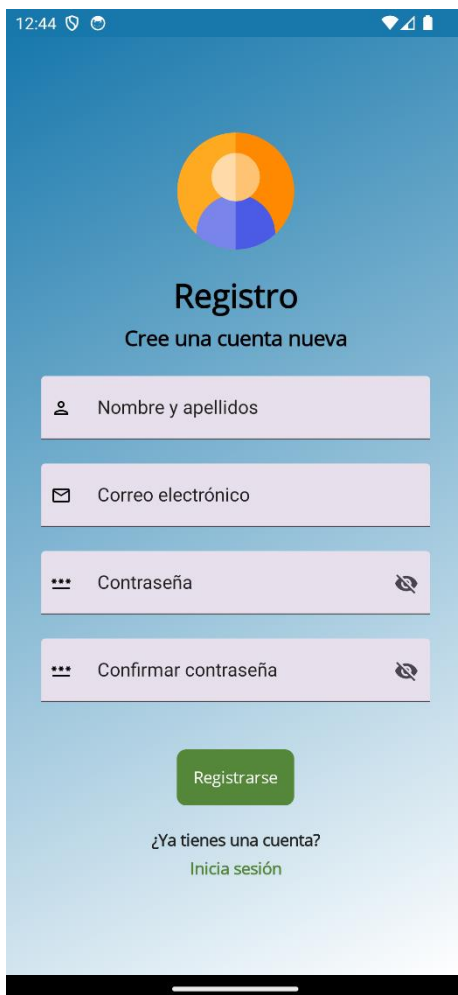 12:44
Registro
Cree una cuenta nueva
Nombre y apellidos
Correo electrónico
Contraseña
Confirmar contraseña
Registrarse
¿Ya tienes una cuenta?
Inicia sesión